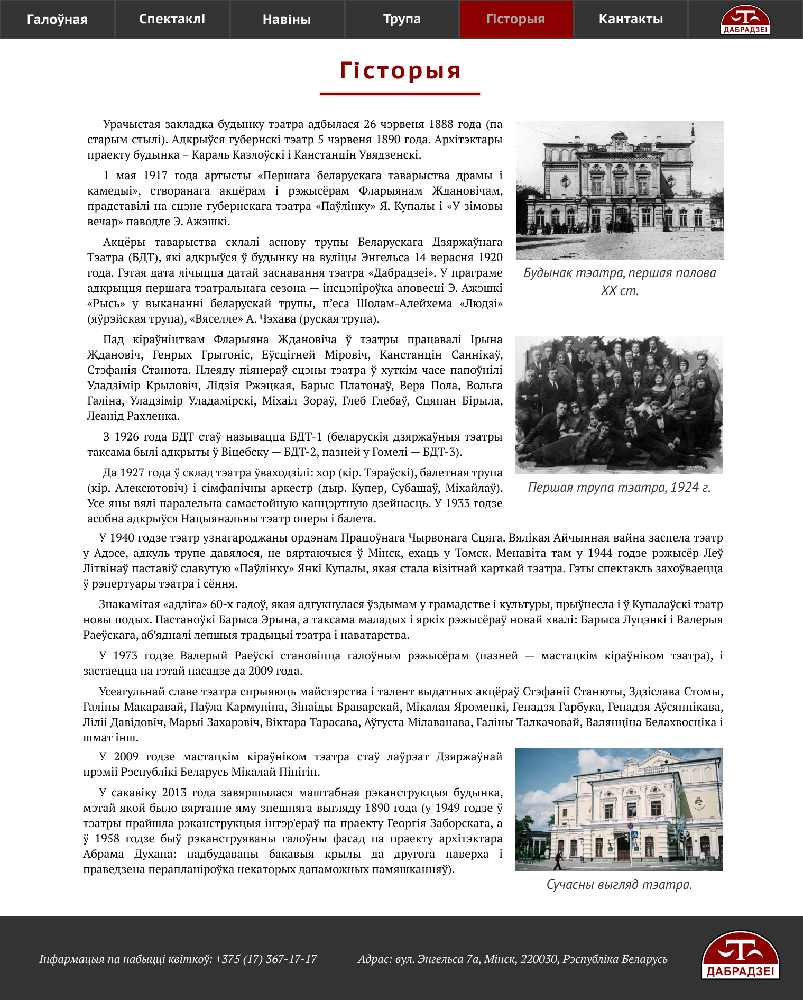 Галоўная
Спектаклі
Навіны
Трупа
Гісторыя
Кантакты
ДАБРАДЗЕІ
Гісторыя
Урачыстая закладка будынку тэатра адбылася 26 чэрвеня 1888 года (па
старым стылі). Адкрыўся губернскі тэатр 5 чэрвеня 1890 года. Архітэктары
праекту будынка – Караль Казлоўскі і Канстанцін Увядзенскі.
1 мая 1917 года артысты «Першага беларускага таварыства драмы і
камедыі», створанага акцёрам і рэжысёрам Фларыянам Ждановічам,
прадставілі на сцэне губернскага тэатра «Паўлінку» Я. Купалы і «У зімовы
вечар» паводле Э. Ажэшкі.
Акцёры таварыства склалі аснову трупы Беларускага Дзяржаўнага
Тэатра (БДТ), які адкрыўся ў будынку на вуліцы Энгельса 14 верасня 1920
года. Гэтая дата лічыцца датай заснавання тэатра «Дабрадзеі». У праграме
адкрыцця першага тэатральнага сезона — інсцэніроўка аповесці Э. Ажэшкі
«Рысь» у выкананні беларускай трупы, п’еса Шолам-Алейхема «Людзі»
(яўрэйская трупа), «Вяселле» А. Чэхава (руская трупа).
Будынак тэатра, першая палова
XX ст.
Пад кіраўніцтвам Фларыяна Ждановіча ў тэатры працавалі Ірына
Ждановіч, Генрых Грыгоніс, Еўсцігней Міровіч, Канстанцін Саннікаў,
Стэфанія Станюта. Плеяду піянераў сцэны тэатра ў хуткім часе папоўнілі
Уладзімір Крыловіч, Лідзія Ржэцкая, Барыс Платонаў, Вера Пола, Вольга
Галіна, Уладзімір Уладамірскі, Міхаіл Зораў, Глеб Глебаў, Сцяпан Бірыла,
Леанід Рахленка.
З 1926 года БДТ стаў называцца БДТ-1 (беларускія дзяржаўныя тэатры
таксама былі адкрыты ў Віцебску — БДТ-2, пазней у Гомелі — БДТ-3).
Да 1927 года ў склад тэатра ўваходзілі: хор (кір. Тэраўскі), балетная трупа
(кір. Алексютовіч) і сімфанічны аркестр (дыр. Купер, Субашаў, Міхайлаў).
Усе яны вялі паралельна самастойную канцэртную дзейнасць. У 1933 годзе
асобна адкрыўся Нацыянальны тэатр оперы і балета.
Першая трупа тэатра, 1924 г.
У 1940 годзе тэатр узнагароджаны ордэнам Працоўнага Чырвонага Сцяга. Вялікая Айчынная вайна заспела тэатр
у Адэсе, адкуль трупе давялося, не вяртаючыся ў Мінск, ехаць у Томск. Менавіта там у 1944 годзе рэжысёр Леў
Літвінаў паставіў славутую «Паўлінку» Янкі Купалы, якая стала візітнай карткай тэатра. Гэты спектакль захоўваецца
ў рэпертуары тэатра і сёння.
Знакамітая «адліга» 60-х гадоў, якая адгукнулася ўздымам у грамадстве і культуры, прыўнесла і ў Купалаўскі тэатр
новы подых. Пастаноўкі Барыса Эрына, а таксама маладых і яркіх рэжысёраў новай хвалі: Барыса Луцэнкі і Валерыя
Раеўскага, аб’ядналі лепшыя традыцыі тэатра і наватарства.
У 1973 годзе Валерый Раеўскі становіцца галоўным рэжысёрам (пазней — мастацкім кіраўніком тэатра), і
застаецца на гэтай пасадзе да 2009 года.
Усеагульнай славе тэатра спрыяюць майстэрства і талент выдатных акцёраў Стэфаніі Станюты, Здзіслава Стомы,
Галіны Макаравай, Паўла Кармуніна, Зінаіды Браварскай, Мікалая Яроменкі, Генадзя Гарбука, Генадзя Аўсяннікава,
Ліліі Давідовіч, Марыі Захарэвіч, Віктара Тарасава, Аўгуста Мілаванава, Галіны Талкачовай, Валянціна Белахвосціка і
шмат інш.
У 2009 годзе мастацкім кіраўніком тэатра стаў лаўрэат Дзяржаўнай
прэміі Рэспублікі Беларусь Мікалай Пінігін.
У сакавіку 2013 года завяршылася маштабная рэканструкцыя будынка,
мэтай якой было вяртанне яму знешняга выгляду 1890 года (у 1949 годзе ў
тэатры прайшла рэканструкцыя інтэр'ераў па праекту Георгія Заборскага, а
ў 1958 годзе быў рэканструяваны галоўны фасад па праекту архітэктара
Абрама Духана: надбудаваны бакавыя крылы да другога паверха і
праведзена перапланіроўка некаторых дапаможных памяшканняў).
Сучасны выгляд тэатра.
Інфармацыя па набыцці квіткоў: +375 (17) 367-17-17
Адрас: вул. Энгельса 7а, Мінск, 220030, Рэспубліка Беларусь
ДАБРАДЗЕІ